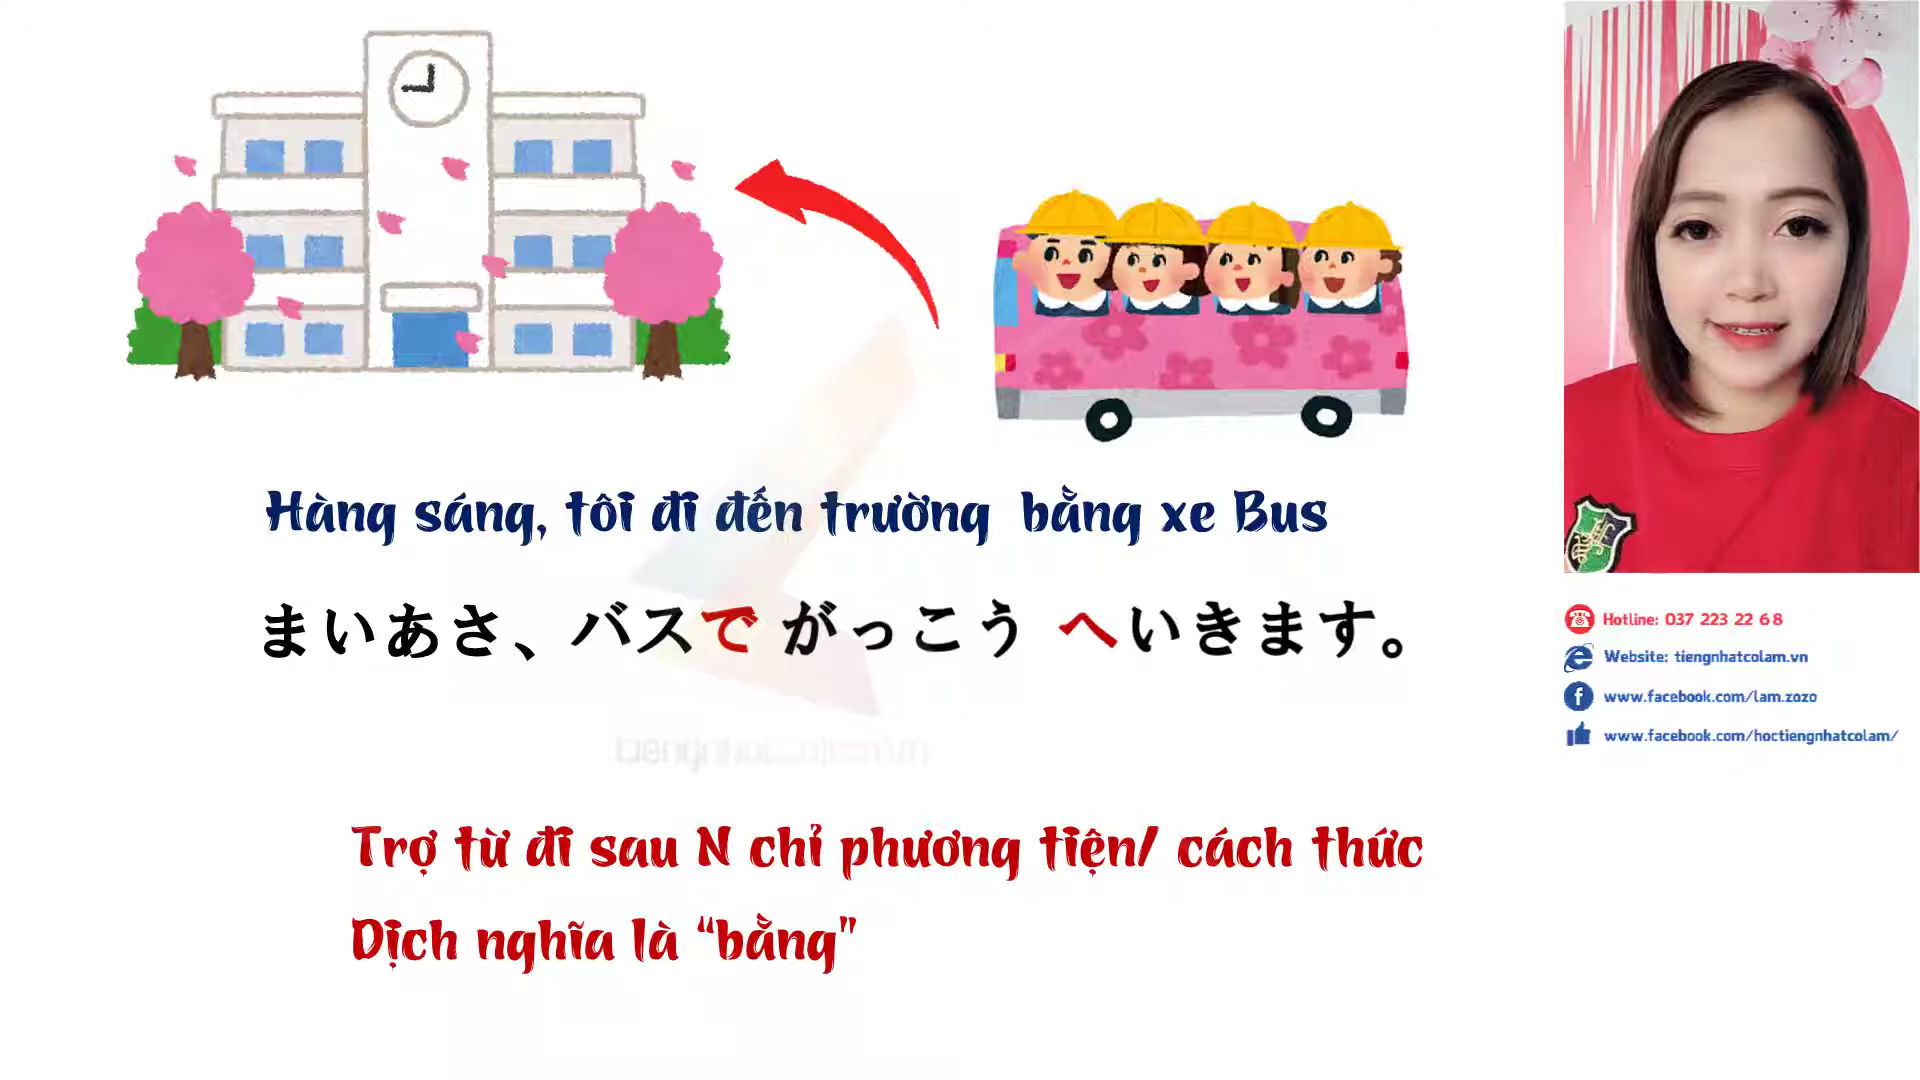 Hàng sáng, tôi đi đến trường bằng xe Bus
まいあさ、バスで がっこう へいきます。
Trợ từ đi sau N chỉ phương tiện/ cách thức
Dịch nghĩa là “bằng”
Hotline: 037 223 22 68
Website: tiengnhatcolam.vn
www.facebook.com/lam.zozo
www.facebook.com/hoctiengnhatcolam/